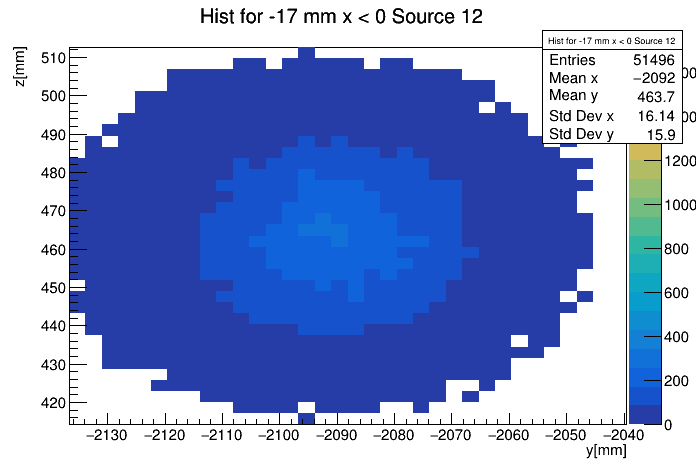 Hist for -17 mm x < 0 Source 12
Hist for -17 mm x < 0 Source 12
Entries 51496
Mean x −2092
Mean y 463.7
Std Dev x 16.14
Std Dev y 15.9
z[mm]
510
500
490
480
470
460
450
440
430
420
1200
1000
800
600
400
200
0
−2130 −2120 −2110 −2100 −2090 −2080 −2070 −2060 −2050 −2040
y[mm]